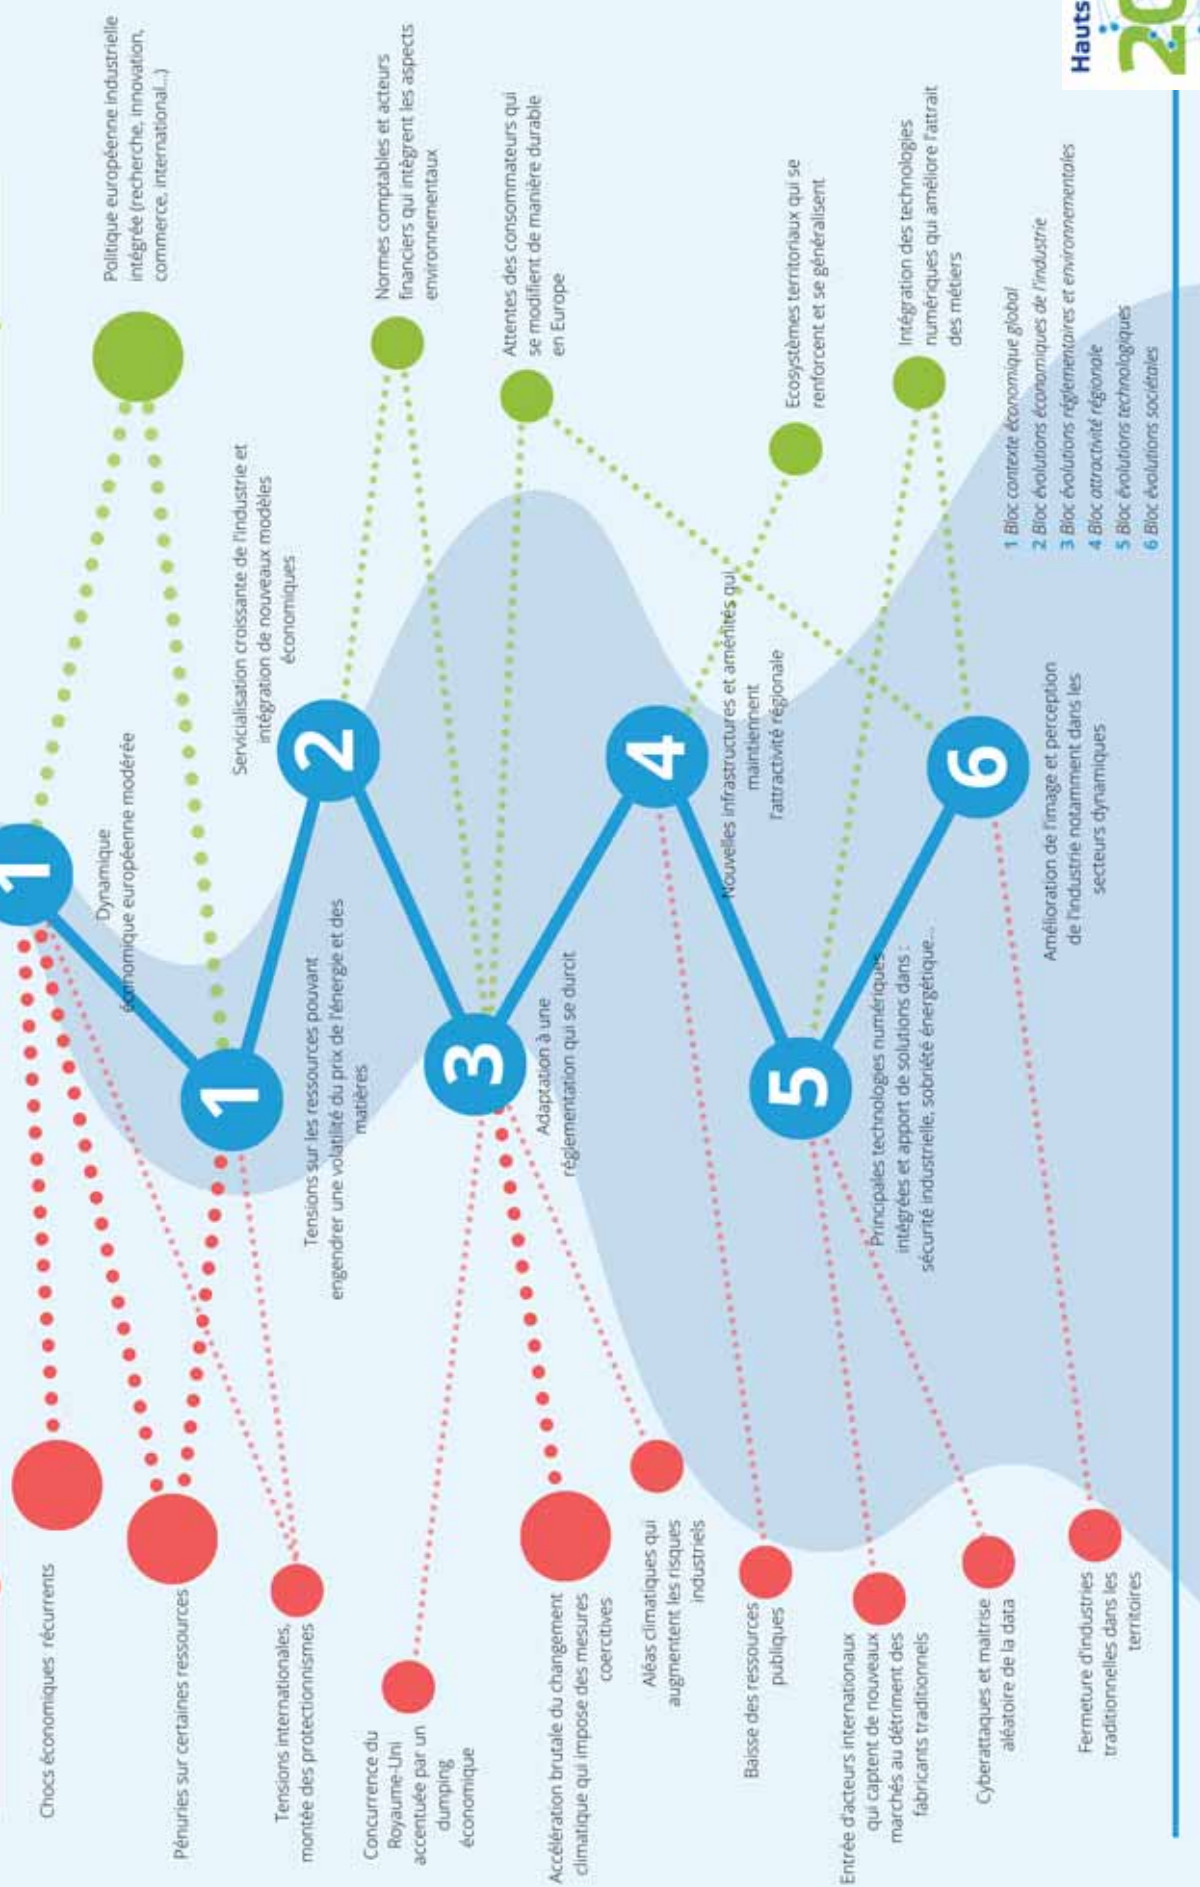 Politique européenne industrielle
intégrée (recherche, innovation,
commerce, international...)
Normes comptables et acteurs
financiers qui intègrent les aspects
environnementaux
Attentes des consommateurs qui
se modifient de manière durable
en Europe
Ecosystèmes territoriaux qui se
renforcent et se généralisent
Intégration des technologies
numériques qui améliore l'attrait
des métiers
1
Dynamique
économique européenne modérée
1
Tensions sur les ressources pouvant
engendrer une volatilité du prix de l'énergie et des
matières
Servicialisation croissante de l'industrie et
intégration de nouveaux modèles
économiques
2
3
Adaptation à une
réglementation qui se durcit
4
Nouvelles infrastructures et aménités qui
maintiennent
l'attractivité régionale
5
Principales technologies numériques
intégrées et apport de solutions dans :
sécurité industrielle, sobriété énergétique...
6
Amélioration de l'image et perception
de l'industrie notamment dans les
secteurs dynamiques
Chocs économiques récurrents
Pénuries sur certaines ressources
Tensions internationales,
montée des protectionnismes
Concurrence du
Royaume-Uni
accentuée par un
dumping
économique
Accélération brutale du changement
climatique qui impose des mesures
coercitives
Aléas climatiques qui
augmentent les risques
industriels
Baisse des ressources
publiques
Entrée d'acteurs internationaux
qui captent de nouveaux
marchés au détriment des
fabricants traditionnels
Cyberattaques et maitrise
aléatoire de la data
Fermeture d'industries
traditionnelles dans les
territoires
1 Bloc contexte économique global
2 Bloc évolutions économiques de l'industrie
3 Bloc évolutions réglementaires et environnementales
4 Bloc attractivité régionale
5 Bloc évolutions technologiques
6 Bloc évolutions sociétales
Hauts
20